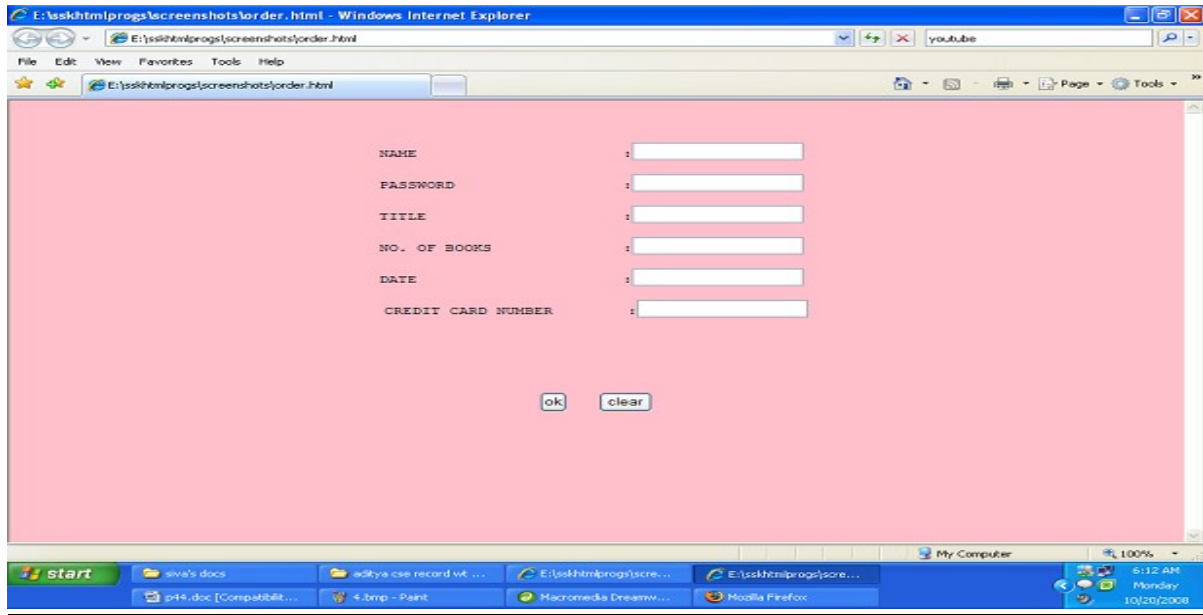 E:\sskhtmlprogs\screenshots\order.html - Windows Internet Explorer
E:\sskhtmlprogs\screenshots\order.html youtube
File Edit View Favorites Tools Help
E:\sskhtmlprogs\screenshots\order.html Page Tools
NAME :
PASSWORD :
TITLE :
NO. OF BOOKS :
DATE :
CREDIT CARD NUMBER :
ok clear
My Computer 100%
start siva's docs aditya cse record wt ... E:\sskhtmlprogs\scre... E:\sskhtmlprogs\scre... 6:12 AM
Monday
p44.doc [Compatibilit... 4.bmp - Paint Macromedia Dreamw... Mozilla Firefox 10/20/2008